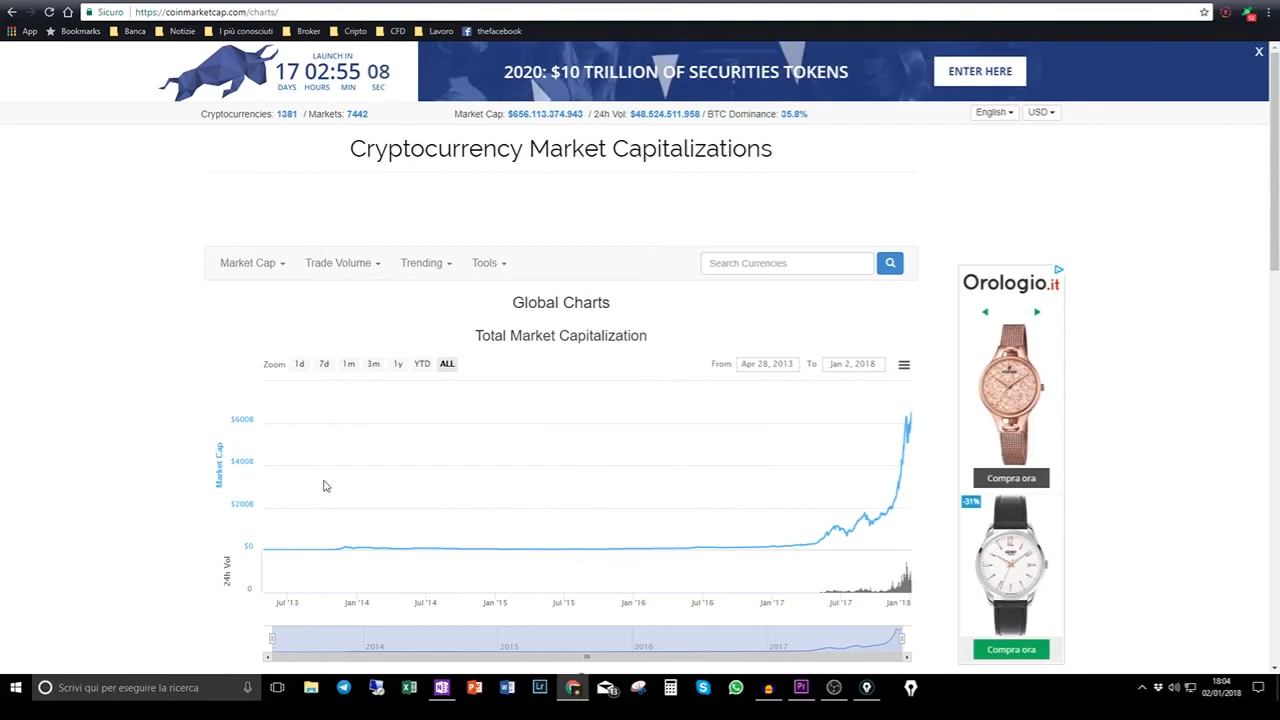 https://coinmarketcap.com/charts/
Sicuro
App Bookmarks Banca Notizie I più conosciuti Broker Cripto CFD Lavoro thefacebook
LAUNCH IN
17 02:55 08
DAYS HOURS MIN SEC
2020: $10 TRILLION OF SECURITIES TOKENS
ENTER HERE
X
Cryptocurrencies: 1381 / Markets: 7442
Market Cap: $656.113.374.943 / 24h Vol: $48.524.511.958 / BTC Dominance: 35.8%
English
USD
Cryptocurrency Market Capitalizations
Market Cap Trade Volume Trending Tools
Search Currencies
Global Charts
Total Market Capitalization
Zoom 1d 7d 1m 3m 1y YTD ALL
From Apr 28, 2013 To Jan 2, 2018
$600B
$400B
$200B
$0
Market Cap
24h Vol
0
Jul '13 Jan '14 Jul '14 Jan '15 Jul '15 Jan '16 Jul '16 Jan '17 Jul '17 Jan '18
2014 2015 2016 2017
Orologio.it
Compra ora
-31%
Compra ora
Scrivi qui per eseguire la ricerca
13
18:04
02/01/2018